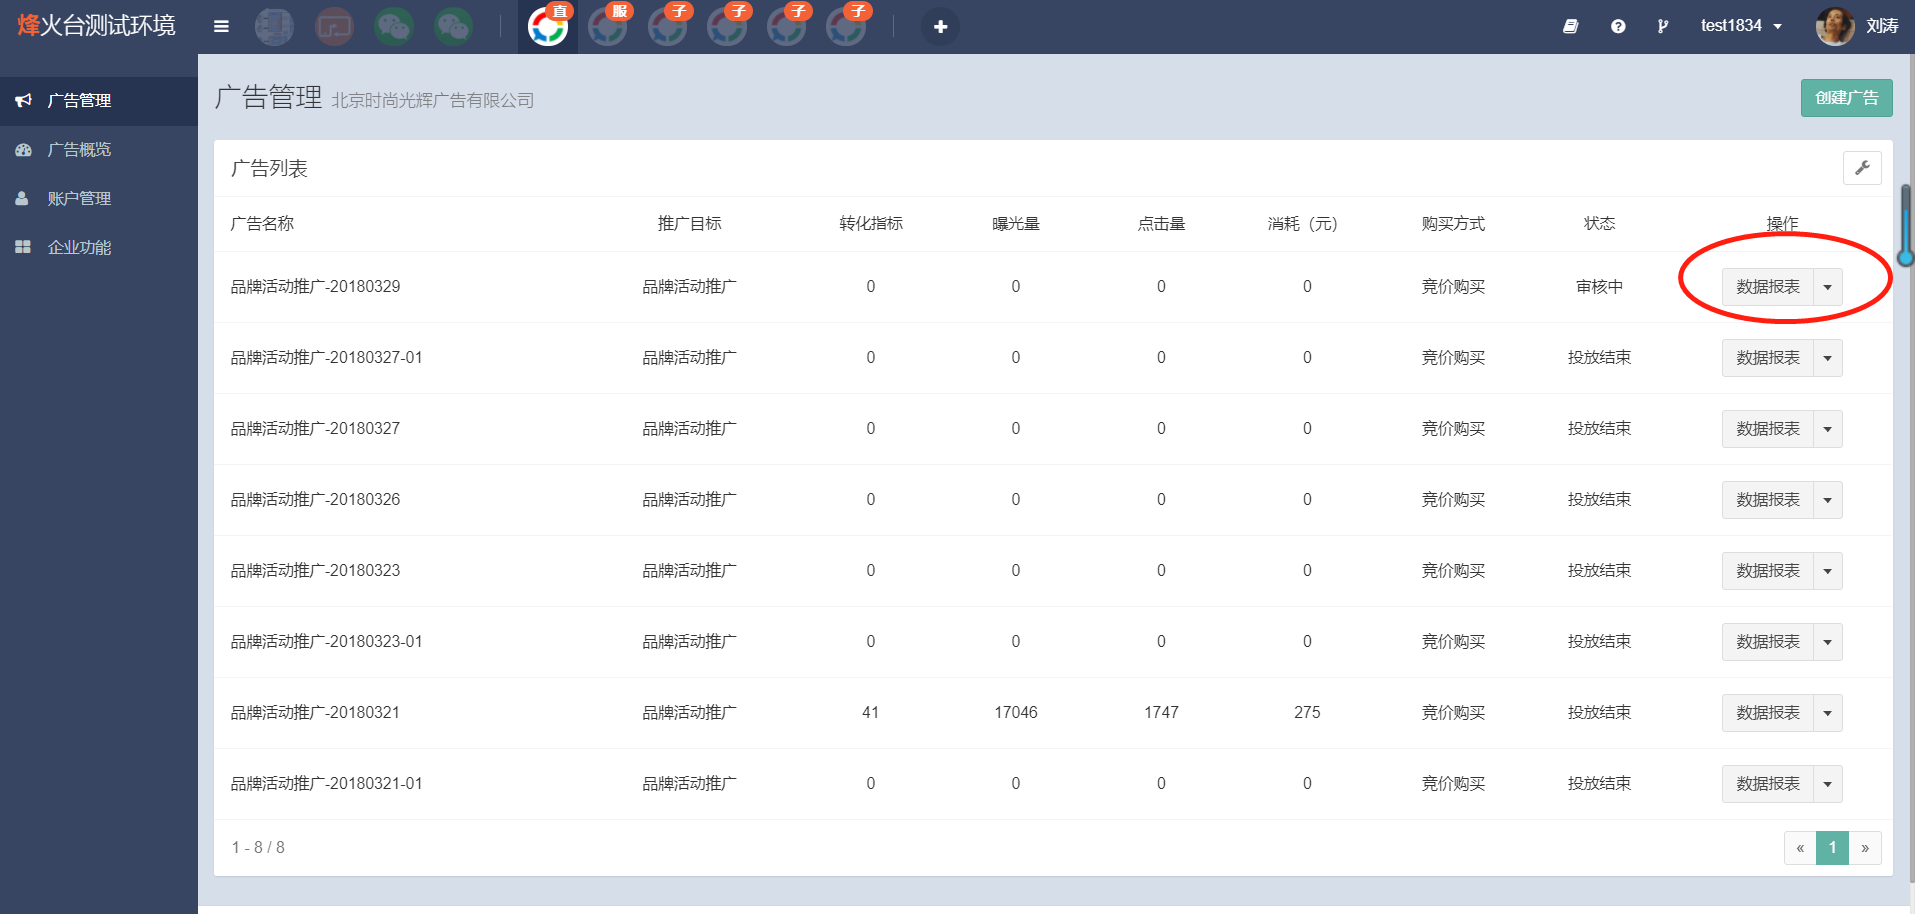 烽火台测试环境
直 服 子 子 子 子
test1834
刘涛
广告管理
广告概览
账户管理
企业功能
广告管理 北京时尚光辉广告有限公司
创建广告
广告列表
广告名称 推广目标 转化指标 曝光量 点击量 消耗（元） 购买方式 状态 操作
品牌活动推广-20180329 品牌活动推广 0 0 0 0 竞价购买 审核中 数据报表
品牌活动推广-20180327-01 品牌活动推广 0 0 0 0 竞价购买 投放结束 数据报表
品牌活动推广-20180327 品牌活动推广 0 0 0 0 竞价购买 投放结束 数据报表
品牌活动推广-20180326 品牌活动推广 0 0 0 0 竞价购买 投放结束 数据报表
品牌活动推广-20180323 品牌活动推广 0 0 0 0 竞价购买 投放结束 数据报表
品牌活动推广-20180323-01 品牌活动推广 0 0 0 0 竞价购买 投放结束 数据报表
品牌活动推广-20180321 品牌活动推广 41 17046 1747 275 竞价购买 投放结束 数据报表
品牌活动推广-20180321-01 品牌活动推广 0 0 0 0 竞价购买 投放结束 数据报表
1 - 8 / 8
« 1 »